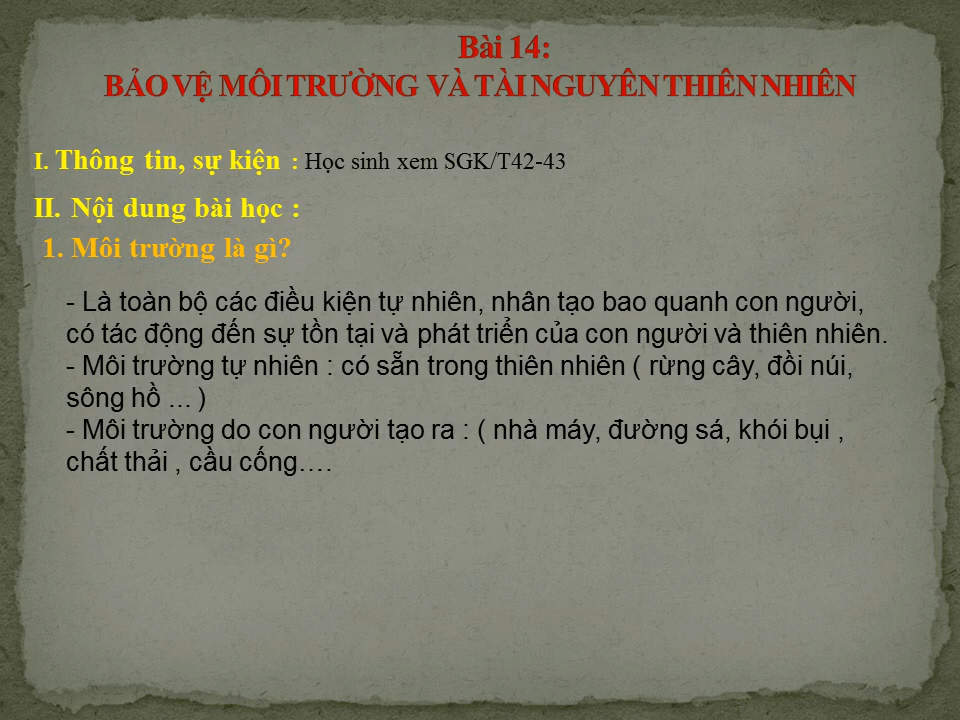 Bài 14:
BẢO VỆ MÔI TRƯỜNG VÀ TÀI NGUYÊN THIÊN NHIÊN
I. Thông tin, sự kiện : Học sinh xem SGK/T42-43
II. Nội dung bài học :
1. Môi trường là gì?
- Là toàn bộ các điều kiện tự nhiên, nhân tạo bao quanh con người,
có tác động đến sự tồn tại và phát triển của con người và thiên nhiên.
- Môi trường tự nhiên : có sẵn trong thiên nhiên ( rừng cây, đồi núi,
sông hồ ... )
- Môi trường do con người tạo ra : ( nhà máy, đường sá, khói bụi ,
chất thải , cầu cống….